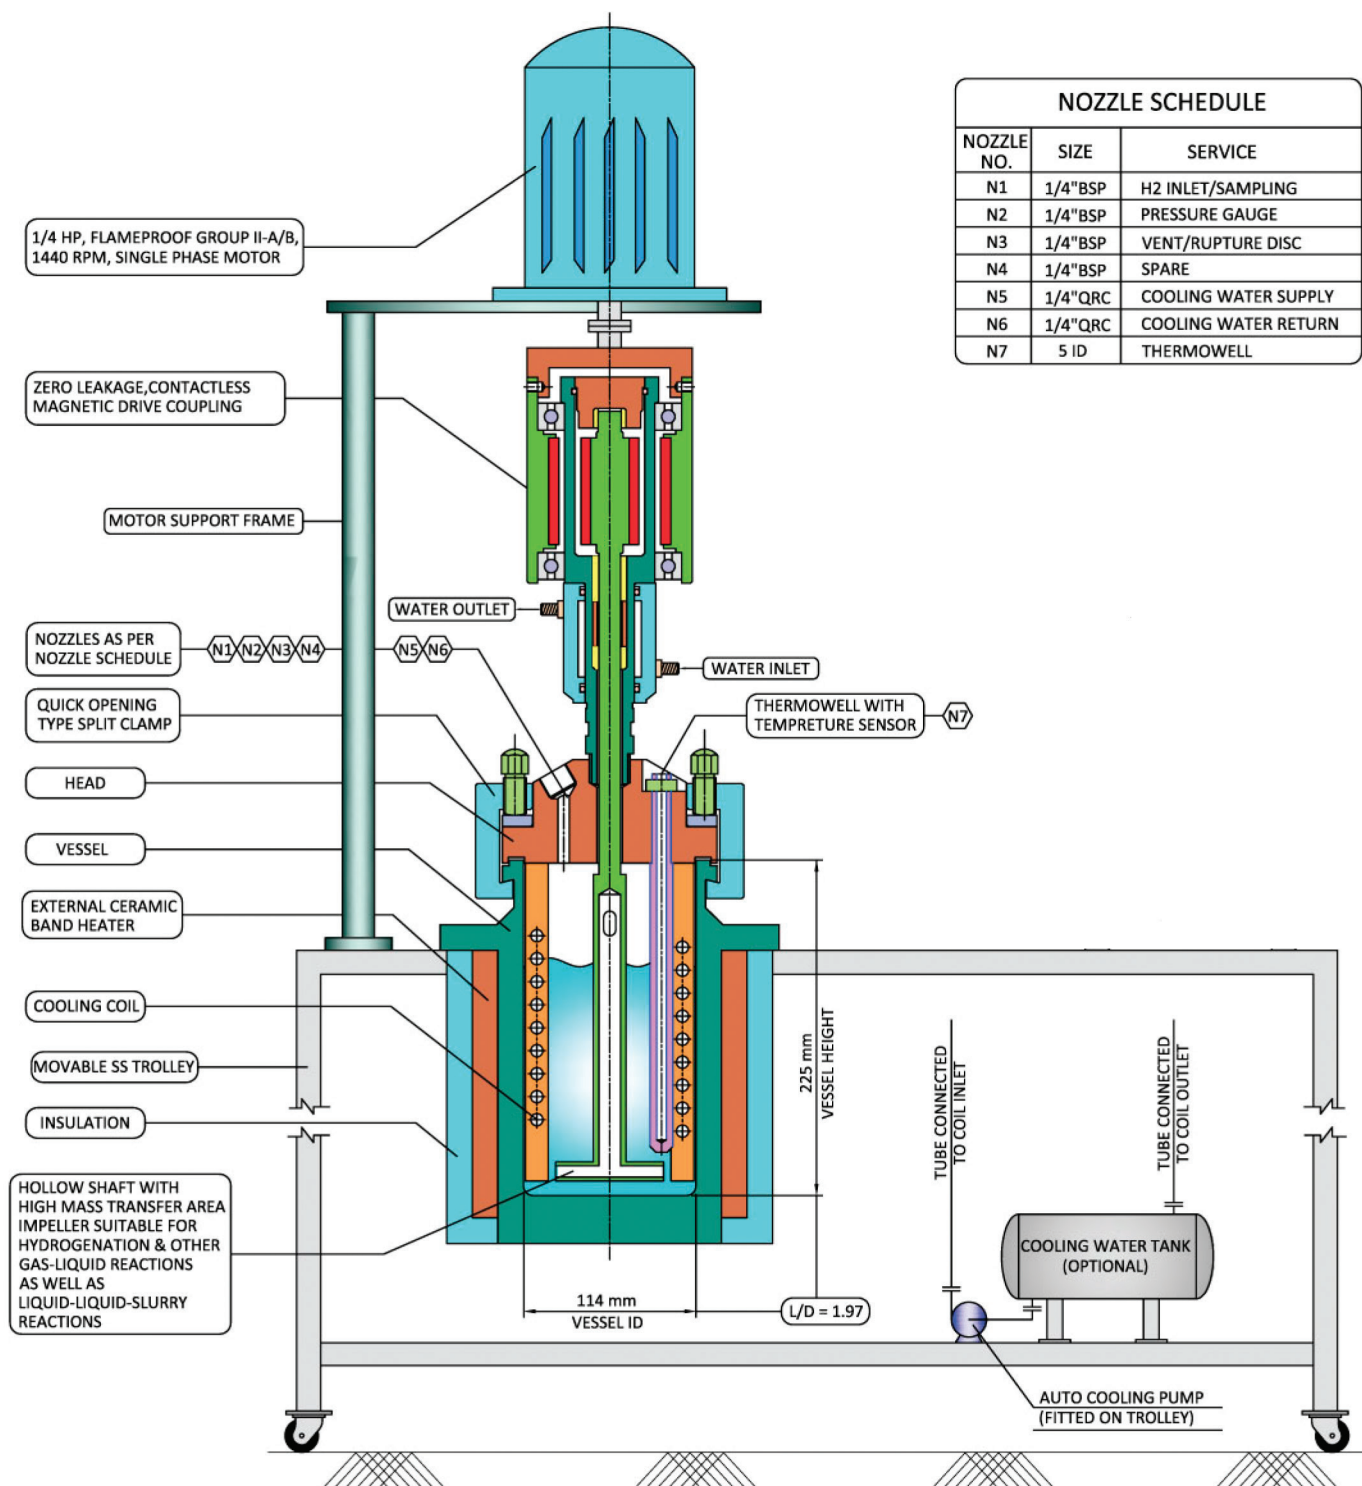 NOZZLE SCHEDULE
NOZZLE NO. SIZE SERVICE
N1 1/4"BSP H2 INLET/SAMPLING
N2 1/4"BSP PRESSURE GAUGE
N3 1/4"BSP VENT/RUPTURE DISC
N4 1/4"BSP SPARE
N5 1/4"QRC COOLING WATER SUPPLY
N6 1/4"QRC COOLING WATER RETURN
N7 5 ID THERMOWELL
1/4 HP, FLAMEPROOF GROUP II-A/B,
1440 RPM, SINGLE PHASE MOTOR
ZERO LEAKAGE,CONTACTLESS
MAGNETIC DRIVE COUPLING
MOTOR SUPPORT FRAME
WATER OUTLET
NOZZLES AS PER
NOZZLE SCHEDULE
N1 N2 N3 N4 N5 N6
WATER INLET
QUICK OPENING
TYPE SPLIT CLAMP
THERMOWELL WITH
TEMPRETURE SENSOR
N7
HEAD
VESSEL
EXTERNAL CERAMIC
BAND HEATER
COOLING COIL
MOVABLE SS TROLLEY
INSULATION
HOLLOW SHAFT WITH
HIGH MASS TRANSFER AREA
IMPELLER SUITABLE FOR
HYDROGENATION & OTHER
GAS-LIQUID REACTIONS
AS WELL AS
LIQUID-LIQUID-SLURRY
REACTIONS
225 mm
VESSEL HEIGHT
114 mm
VESSEL ID
L/D = 1.97
TUBE CONNECTED
TO COIL INLET
TUBE CONNECTED
TO COIL OUTLET
COOLING WATER TANK
(OPTIONAL)
AUTO COOLING PUMP
(FITTED ON TROLLEY)